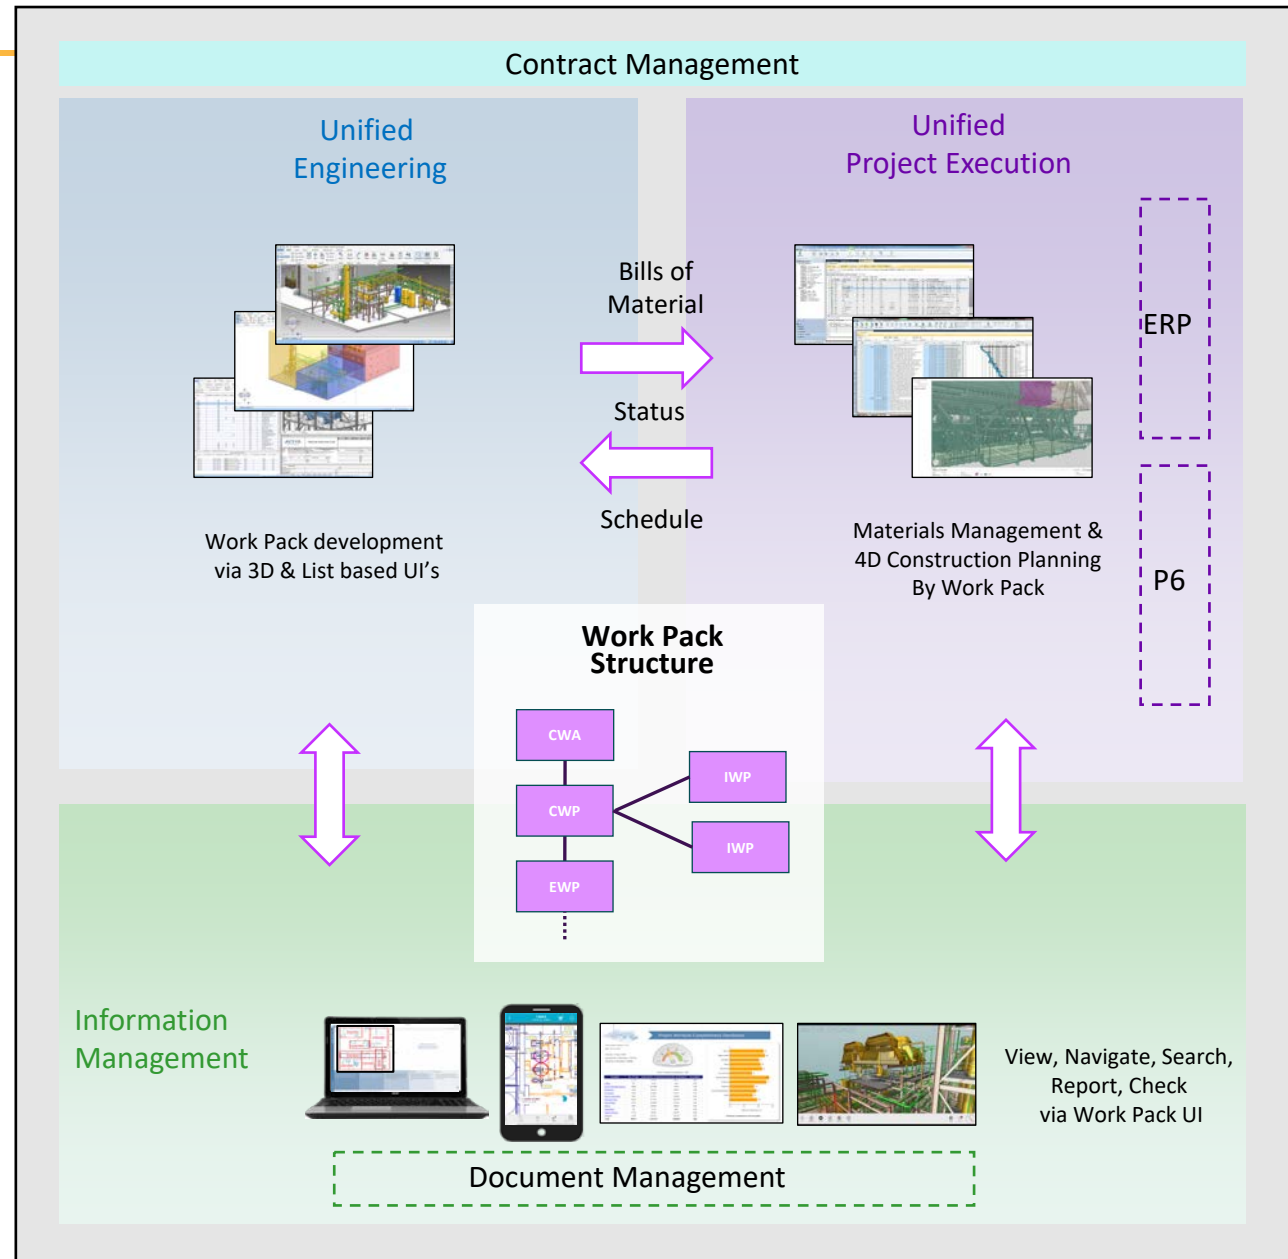 Contract Management
Unified
Engineering
Unified
Project Execution
Bills of
Material
Status
Schedule
ERP
P6
Work Pack development
via 3D & List based UI's
Materials Management &
4D Construction Planning
By Work Pack
Work Pack
Structure
CWA
CWP
EWP
IWP
IWP
Information
Management
View, Navigate, Search,
Report, Check
via Work Pack UI
Document Management